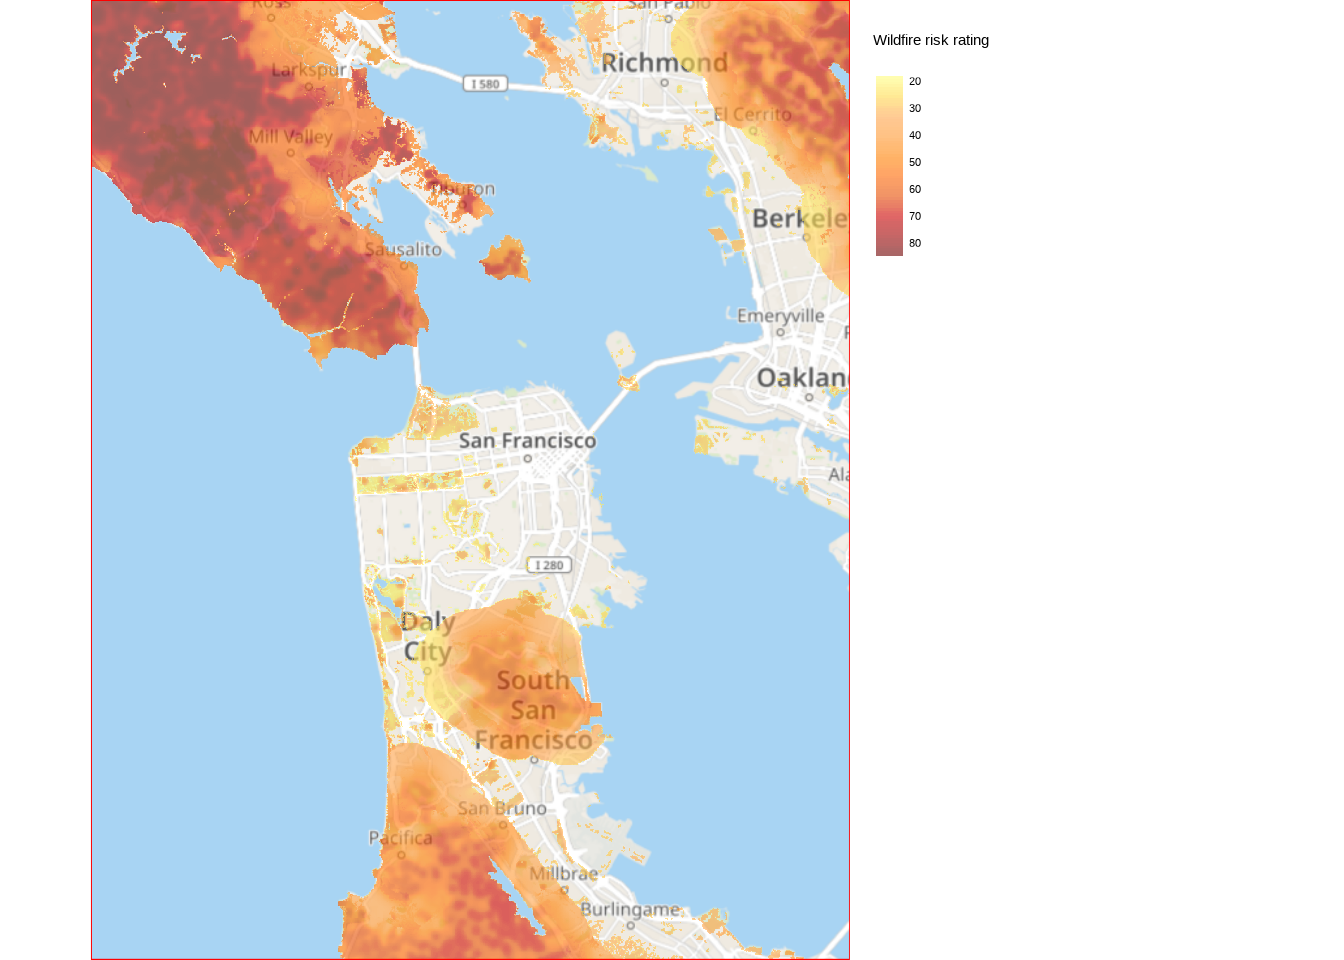 Ross
San Pablo
Wildfire risk rating
Richmond
Larkspur
I 580
20
30
El Cerrito
40
Mill Valley
50
60
Tiburon
70
Berkele
80
Sausalito
Emeryville
Oaklan
San Francisco
Ala
I 280
Daly
City
South
San
Francisco
San Bruno
Pacifica
Millbrae
Burlingame